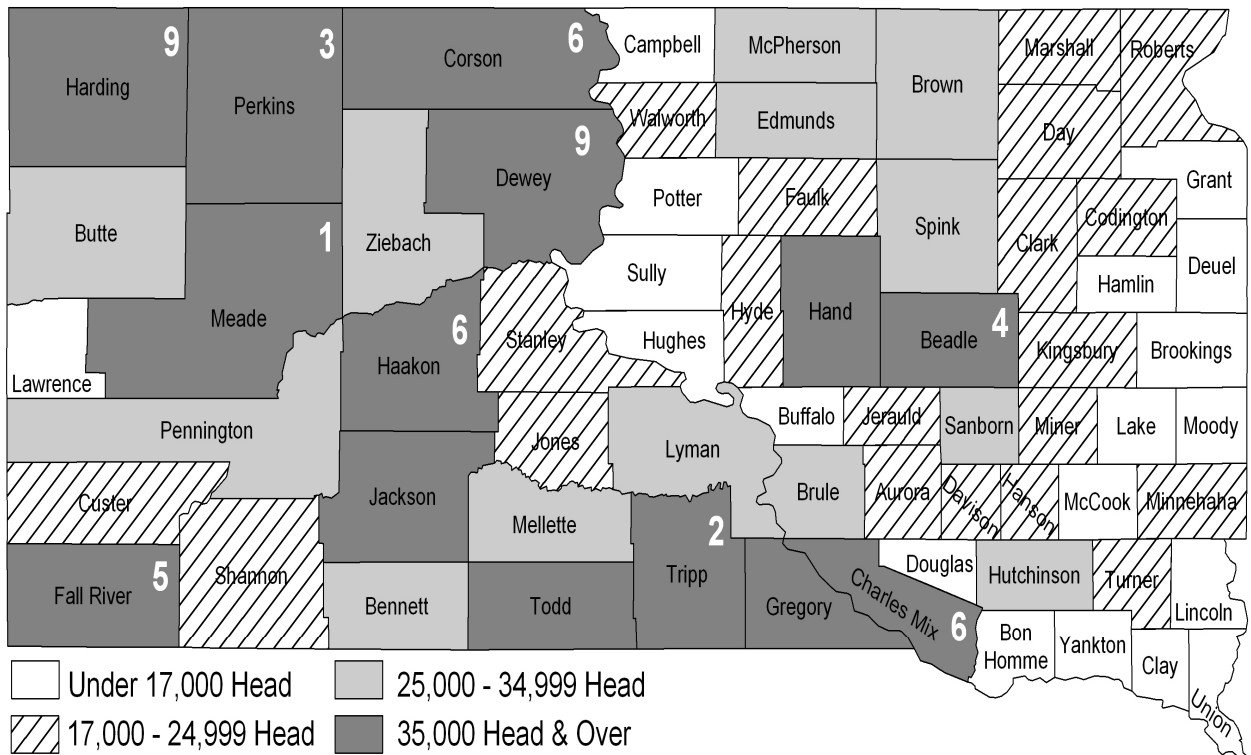 9
3
6
Campbell
McPherson
Marshall
Roberts
Harding
Perkins
Corson
Brown
Walworth
Edmunds
Day
9
Dewey
Grant
Potter
Faulk
Codington
Butte
1
Ziebach
Spink
Clark
Deuel
Sully
Hamlin
Meade
Hyde
Hand
4
6
Stanley
Hughes
Beadle
Kingsbury
Brookings
Haakon
Lawrence
Buffalo
Jerauld
Sanborn
Miner
Lake
Moody
Pennington
Jones
Lyman
Custer
Jackson
Brule
Aurora
Davison
Hanson
McCook
Minnehaha
Mellette
2
Fall River
5
Shannon
Tripp
Douglas
Hutchinson
Turner
Bennett
Todd
Gregory
Charles Mix
6
Lincoln
Bon
Homme
Yankton
Clay
Union
Under 17,000 Head
25,000 - 34,999 Head
17,000 - 24,999 Head
35,000 Head & Over